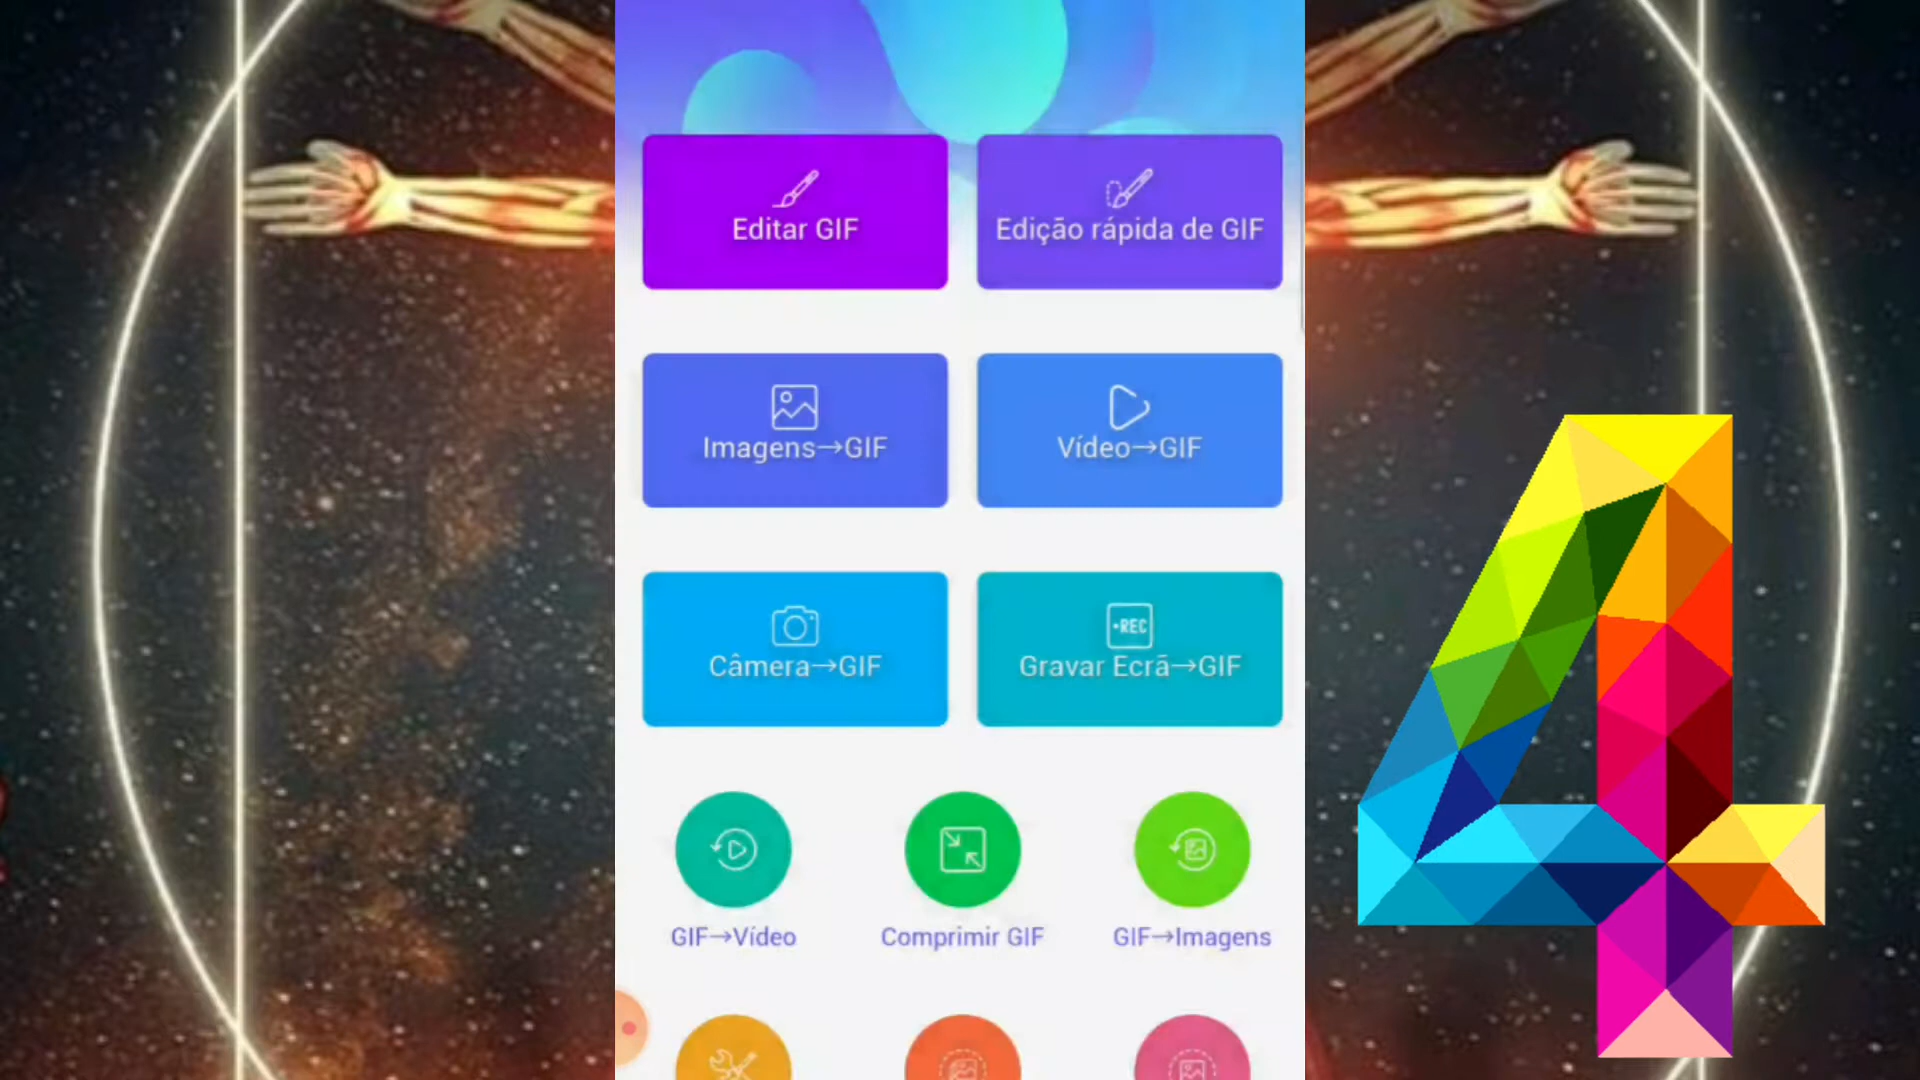 Editar GIF
Edição rápida de GIF
Imagens→GIF
Vídeo→GIF
Câmera→GIF
•REC
Gravar Ecrã→GIF
GIF→Vídeo
Comprimir GIF
GIF→Imagens
4